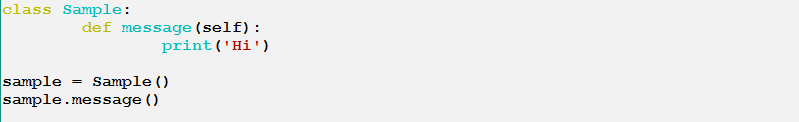 class Sample:
        def message(self):
                print('Hi')

sample = Sample()
sample.message()